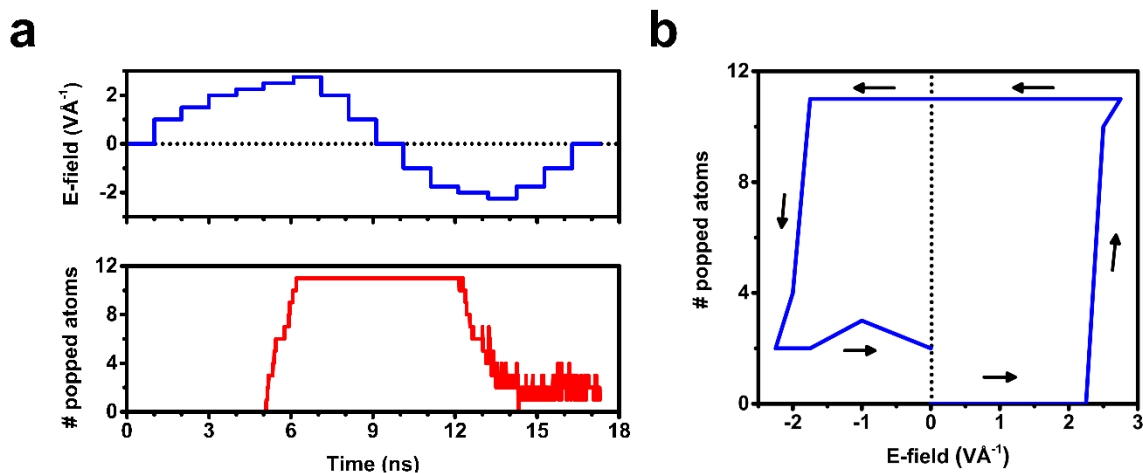 a
E-field (VÅ⁻¹)
2
0
-2
# popped atoms
12
8
4
0
0 3 6 9 12 15 18
Time (ns)
b
# popped atoms
12
8
4
0
-2 -1 0 1 2 3
E-field (VÅ⁻¹)